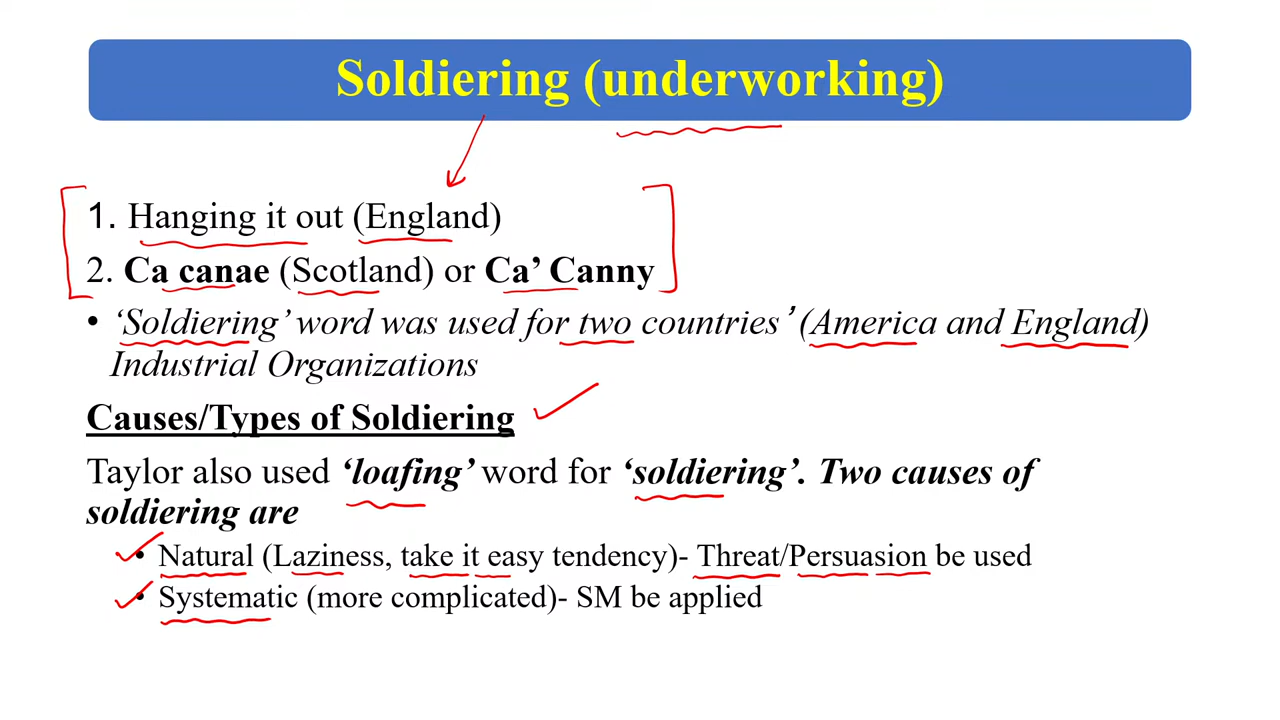 Soldiering (underworking)
1. Hanging it out (England)
2. Ca canae (Scotland) or Ca’ Canny
• ‘Soldiering’ word was used for two countries’ (America and England)
Industrial Organizations
Causes/Types of Soldiering
Taylor also used ‘loafing’ word for ‘soldiering’. Two causes of
soldiering are
• Natural (Laziness, take it easy tendency)- Threat/Persuasion be used
• Systematic (more complicated)- SM be applied